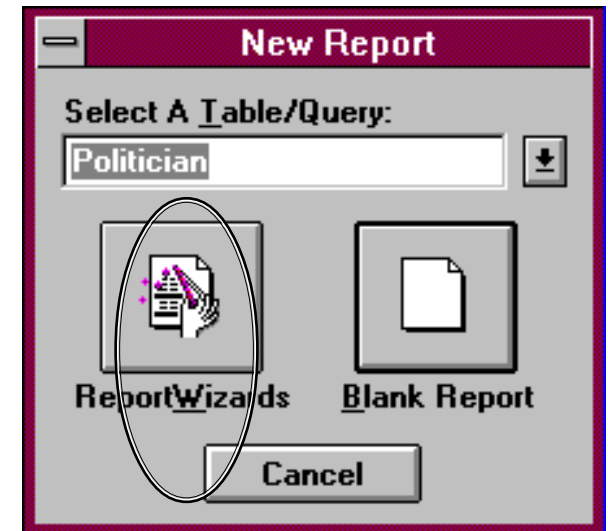 New Report
Select A Table/Query:
Politician
ReportWizards Blank Report
Cancel